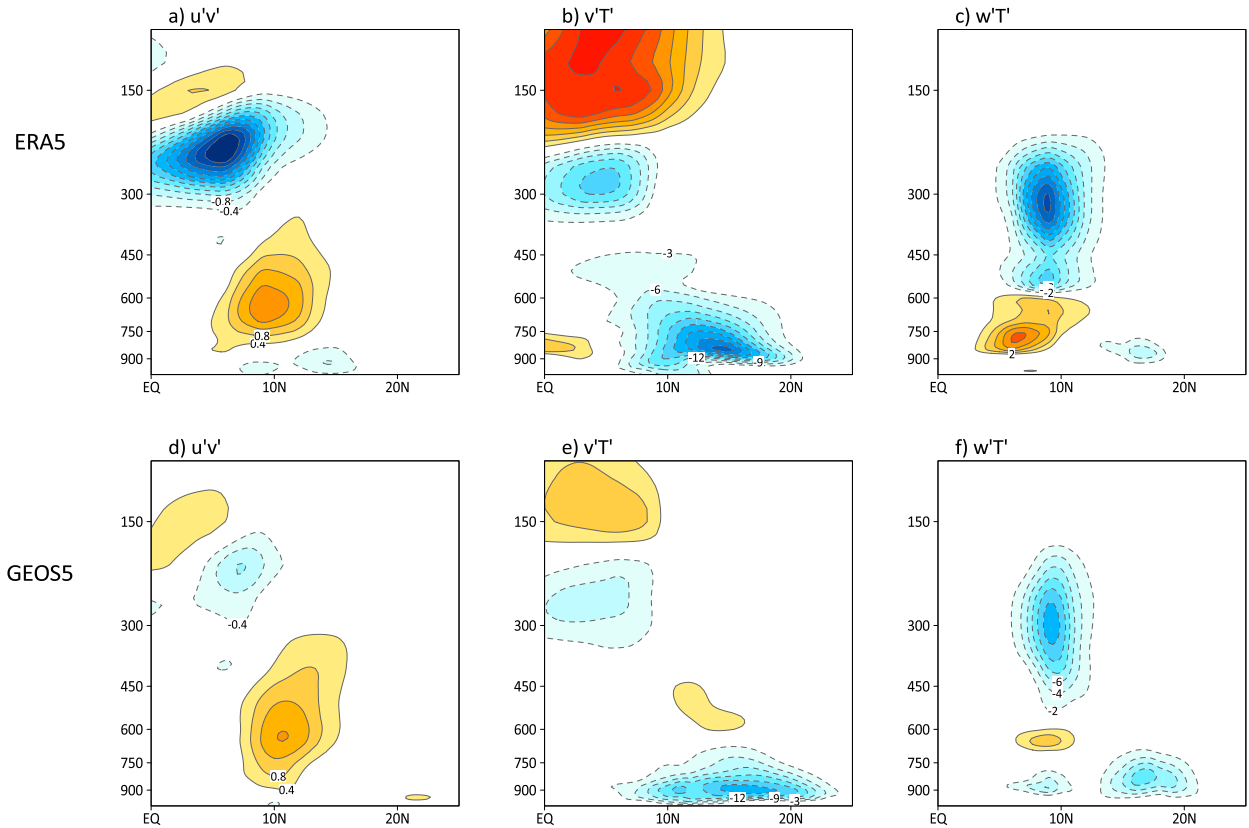 a) u'v'
b) v'T'
c) w'T'
ERA5
150
300
450
600
750
900
EQ
10N
20N
-0.8
-0.4
0.8
0.4
150
300
450
600
750
900
EQ
10N
20N
-3
-6
-12
-9
150
300
450
600
750
900
EQ
10N
20N
-2
2
d) u'v'
e) v'T'
f) w'T'
GEOS5
150
300
450
600
750
900
EQ
10N
20N
-0.4
0.8
0.4
150
300
450
600
750
900
EQ
10N
20N
-12
-9
-3
150
300
450
600
750
900
EQ
10N
20N
-6
-4
-2